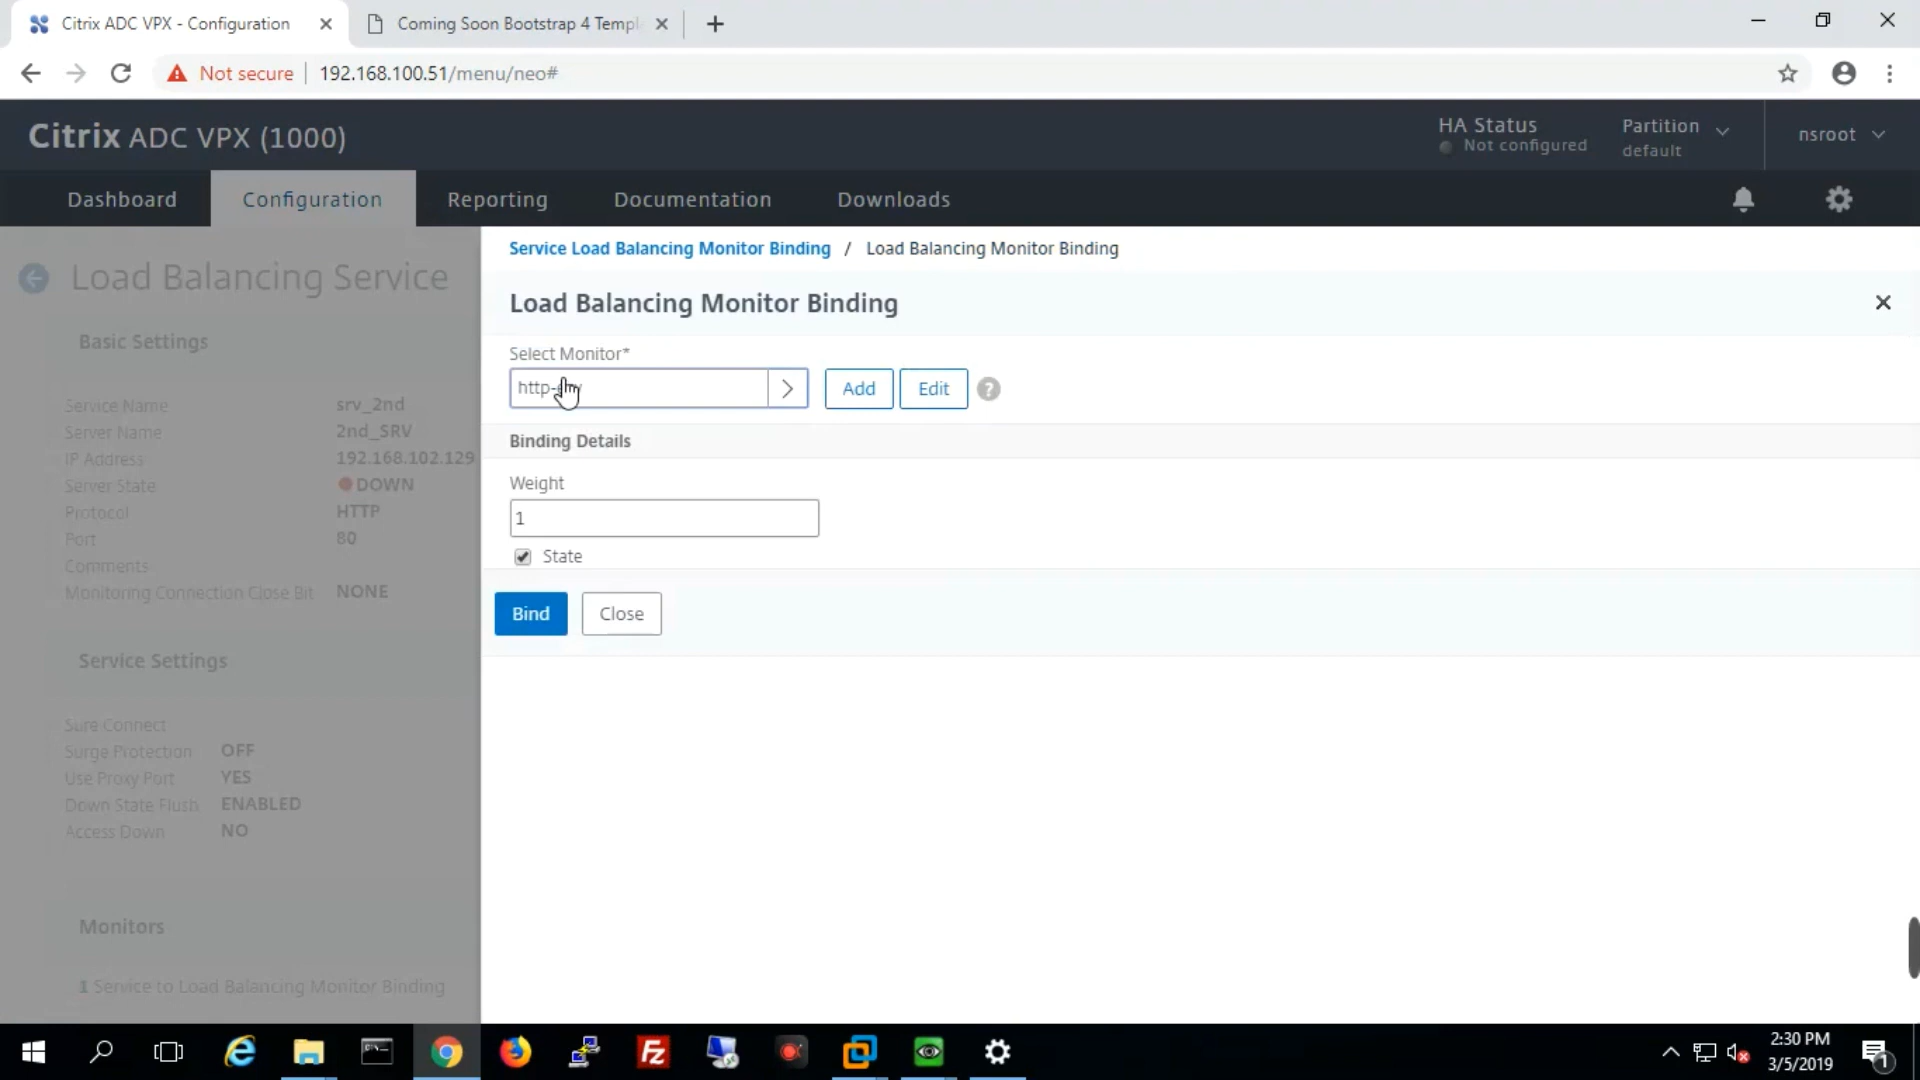 Citrix ADC VPX - Configuration
Coming Soon Bootstrap 4 Templ
Not secure
192.168.100.51/menu/neo#
Citrix ADC VPX (1000)
HA Status
Not configured
Partition
default
nsroot
Dashboard
Configuration
Reporting
Documentation
Downloads
Load Balancing Service
Basic Settings
Service Name srv_2nd
Server Name 2nd_SRV
IP Address 192.168.102.129
Server State DOWN
Protocol HTTP
Port 80
Comments
Monitoring Connection Close Bit NONE
Service Settings
Sure Connect
Surge Protection OFF
Use Proxy Port YES
Down State Flush ENABLED
Access Down NO
Monitors
1 Service to Load Balancing Monitor Binding
Service Load Balancing Monitor Binding / Load Balancing Monitor Binding
Load Balancing Monitor Binding
Select Monitor*
Add
Edit
?
Binding Details
Weight
1
State
Bind
Close
2:30 PM
3/5/2019
1